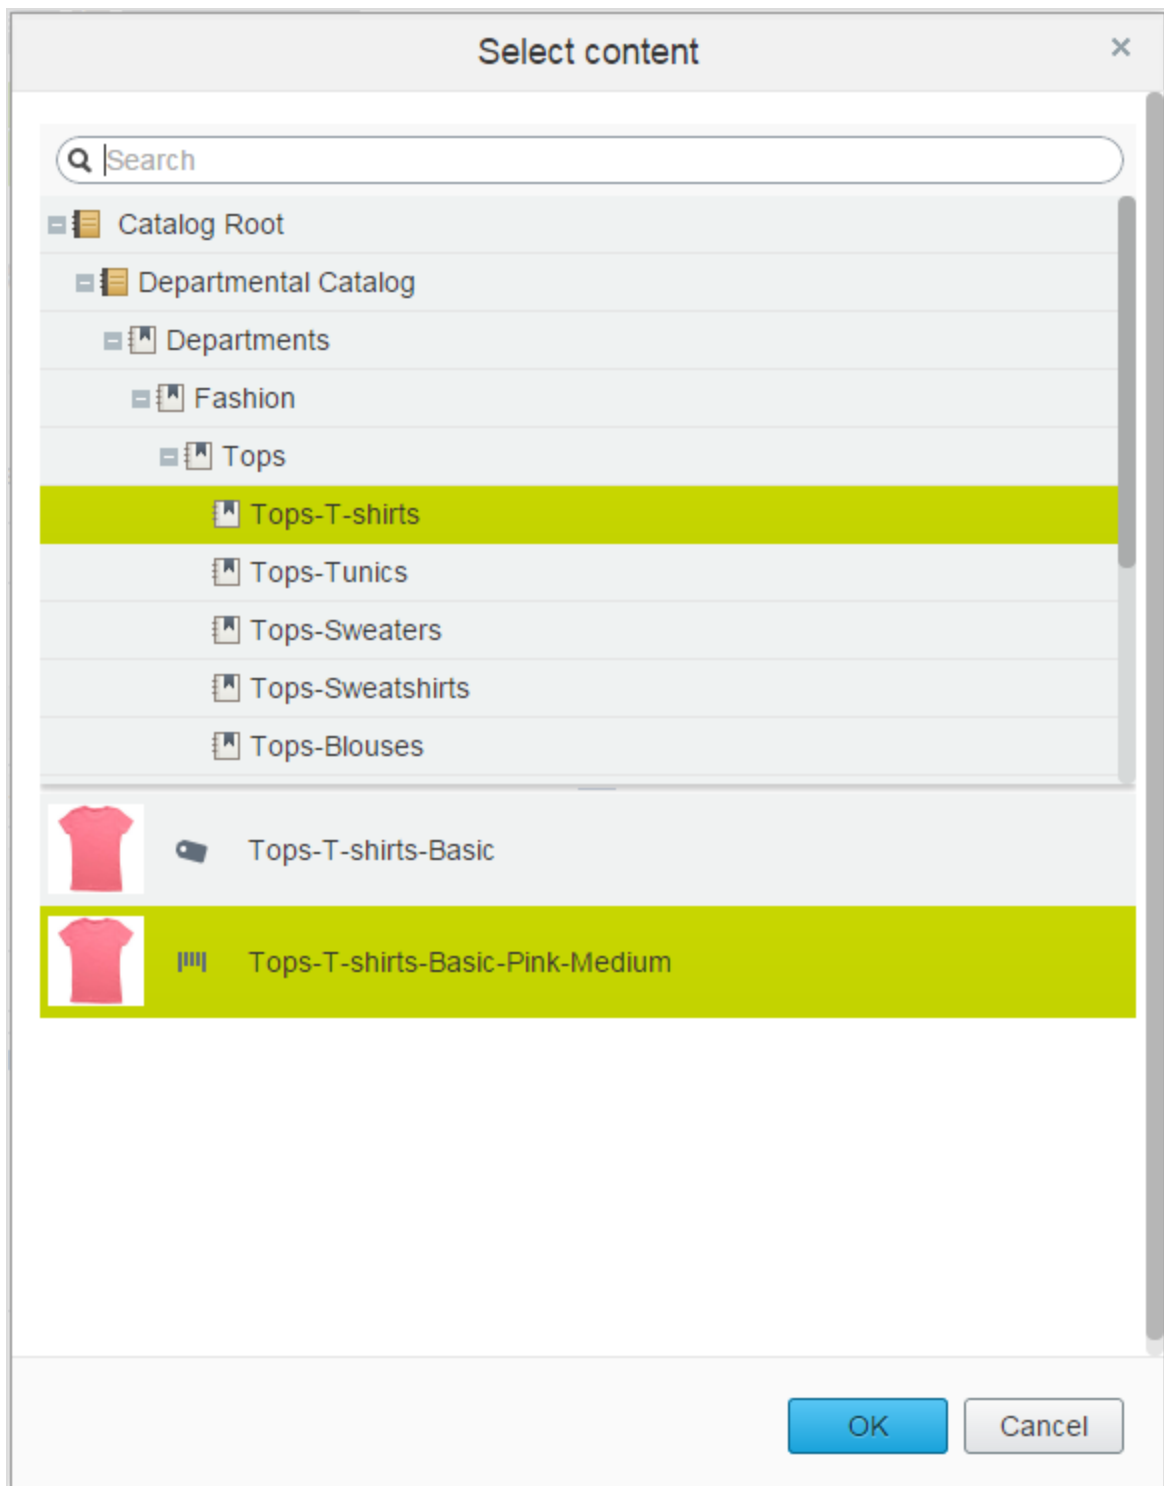 Select content
Search
Catalog Root
Departmental Catalog
Departments
Fashion
Tops
Tops-T-shirts
Tops-Tunics
Tops-Sweaters
Tops-Sweatshirts
Tops-Blouses
Tops-T-shirts-Basic
Tops-T-shirts-Basic-Pink-Medium
OK Cancel